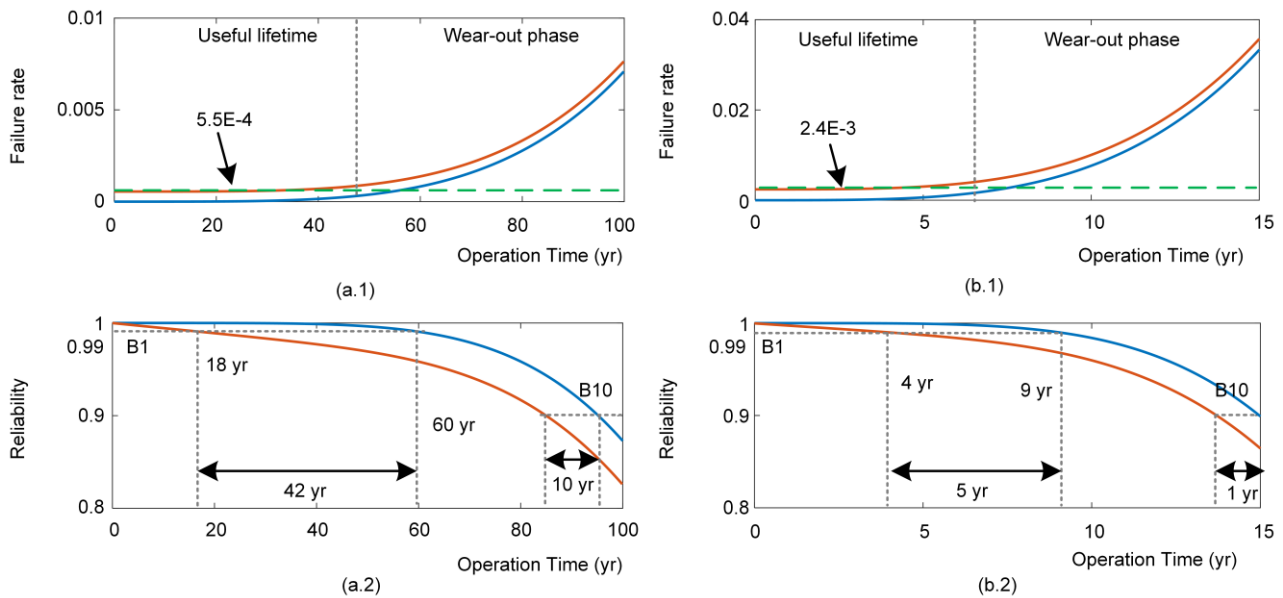 0.01
Useful lifetime
Wear-out phase
Failure rate
0.005
5.5E-4
0
0
20
40
60
80
100
Operation Time (yr)
(a.1)
0.04
Useful lifetime
Wear-out phase
Failure rate
0.02
2.4E-3
0
0
5
10
15
Operation Time (yr)
(b.1)
1
0.99
B1
18 yr
B10
Reliability
0.9
60 yr
42 yr
10 yr
0.8
0
20
40
60
80
100
Operation Time (yr)
(a.2)
1
0.99
B1
4 yr
9 yr
B10
Reliability
0.9
5 yr
1 yr
0.8
0
5
10
15
Operation Time (yr)
(b.2)